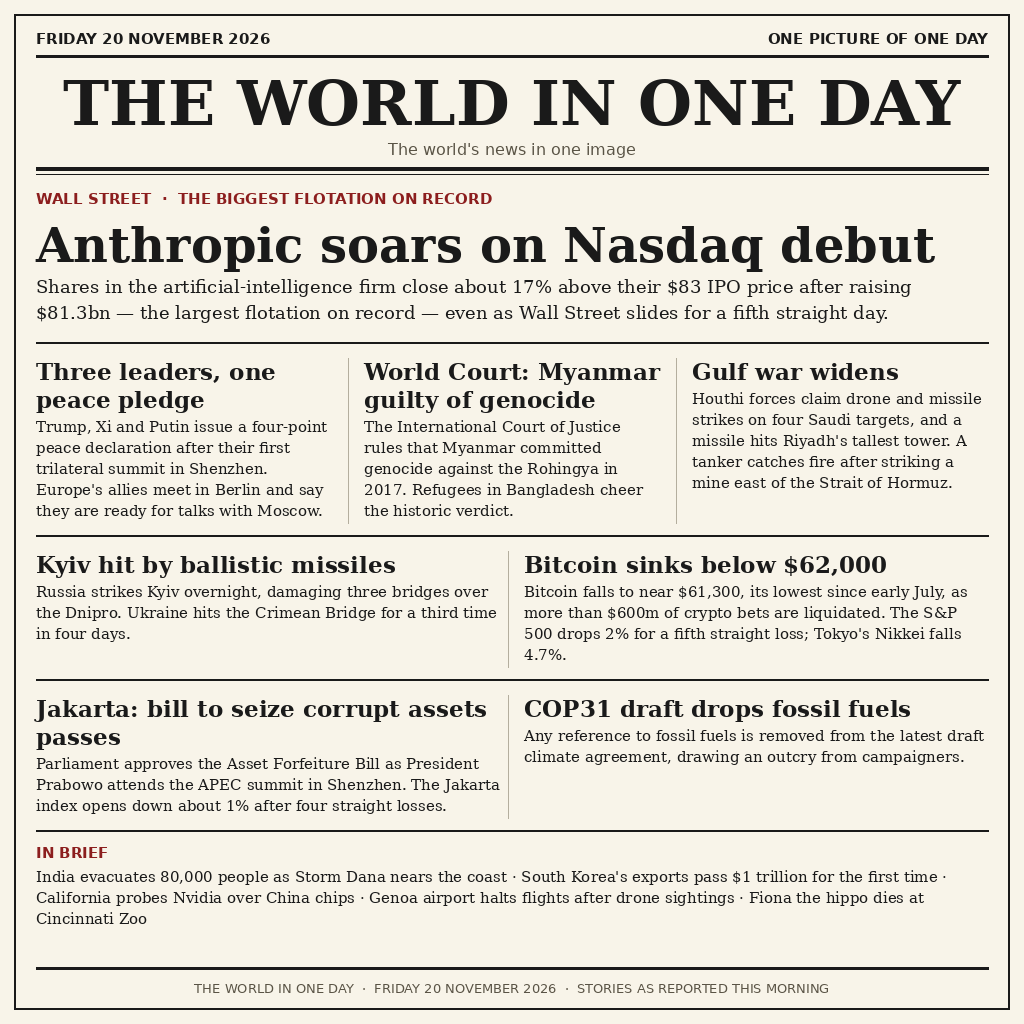 FRIDAY 20 NOVEMBER 2026
ONE PICTURE OF ONE DAY
THE WORLD IN ONE DAY
The world's news in one image
WALL STREET · THE BIGGEST FLOTATION ON RECORD
Anthropic soars on Nasdaq debut
Shares in the artificial-intelligence firm close about 17% above their $83 IPO price after raising
$81.3bn — the largest flotation on record — even as Wall Street slides for a fifth straight day.
Three leaders, one
peace pledge
Trump, Xi and Putin issue a four-point
peace declaration after their first
trilateral summit in Shenzhen.
Europe's allies meet in Berlin and say
they are ready for talks with Moscow.
World Court: Myanmar
guilty of genocide
The International Court of Justice
rules that Myanmar committed
genocide against the Rohingya in
2017. Refugees in Bangladesh cheer
the historic verdict.
Gulf war widens
Houthi forces claim drone and missile
strikes on four Saudi targets, and a
missile hits Riyadh's tallest tower. A
tanker catches fire after striking a
mine east of the Strait of Hormuz.
Kyiv hit by ballistic missiles
Russia strikes Kyiv overnight, damaging three bridges over
the Dnipro. Ukraine hits the Crimean Bridge for a third time
in four days.
Bitcoin sinks below $62,000
Bitcoin falls to near $61,300, its lowest since early July, as
more than $600m of crypto bets are liquidated. The S&P
500 drops 2% for a fifth straight loss; Tokyo's Nikkei falls
4.7%.
Jakarta: bill to seize corrupt assets
passes
Parliament approves the Asset Forfeiture Bill as President
Prabowo attends the APEC summit in Shenzhen. The Jakarta
index opens down about 1% after four straight losses.
COP31 draft drops fossil fuels
Any reference to fossil fuels is removed from the latest draft
climate agreement, drawing an outcry from campaigners.
IN BRIEF
India evacuates 80,000 people as Storm Dana nears the coast · South Korea's exports pass $1 trillion for the first time ·
California probes Nvidia over China chips · Genoa airport halts flights after drone sightings · Fiona the hippo dies at
Cincinnati Zoo
THE WORLD IN ONE DAY · FRIDAY 20 NOVEMBER 2026 · STORIES AS REPORTED THIS MORNING